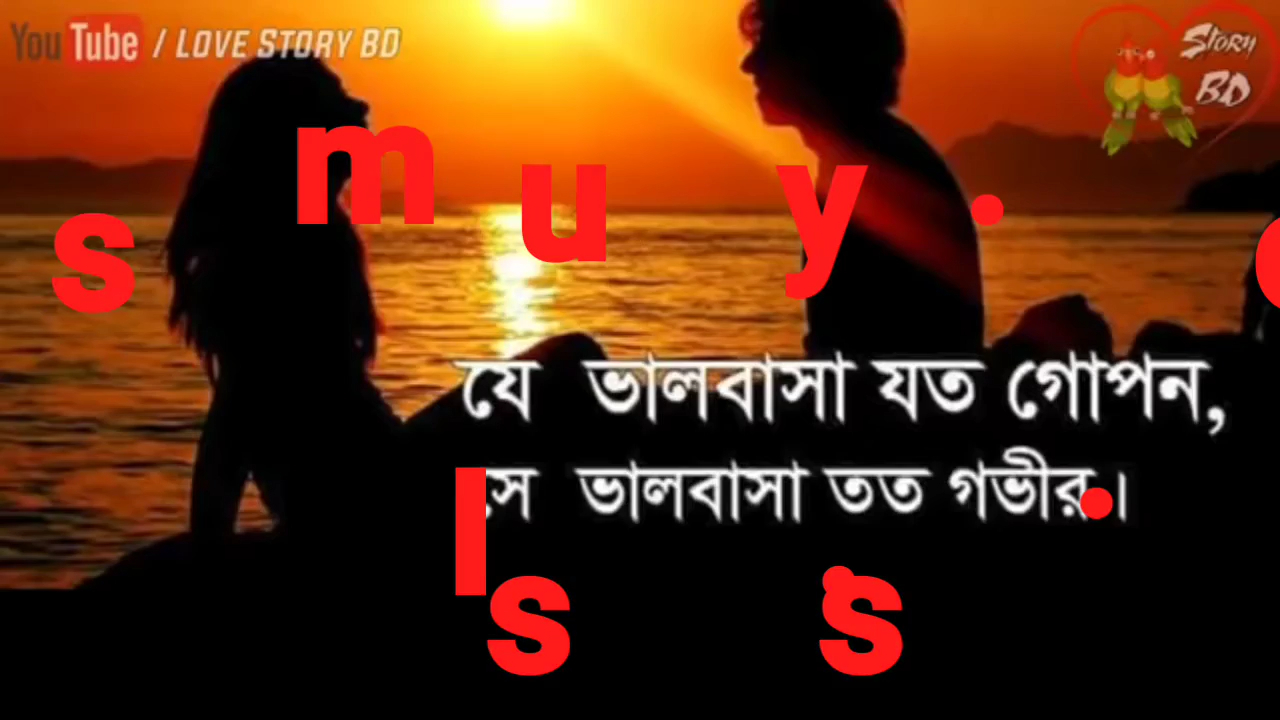 YouTube / LOVE STORY BD
STORY
BD
s m u y .
যে ভালবাসা যত গোপন,
সে ভালবাসা তত গভীর।
l s s